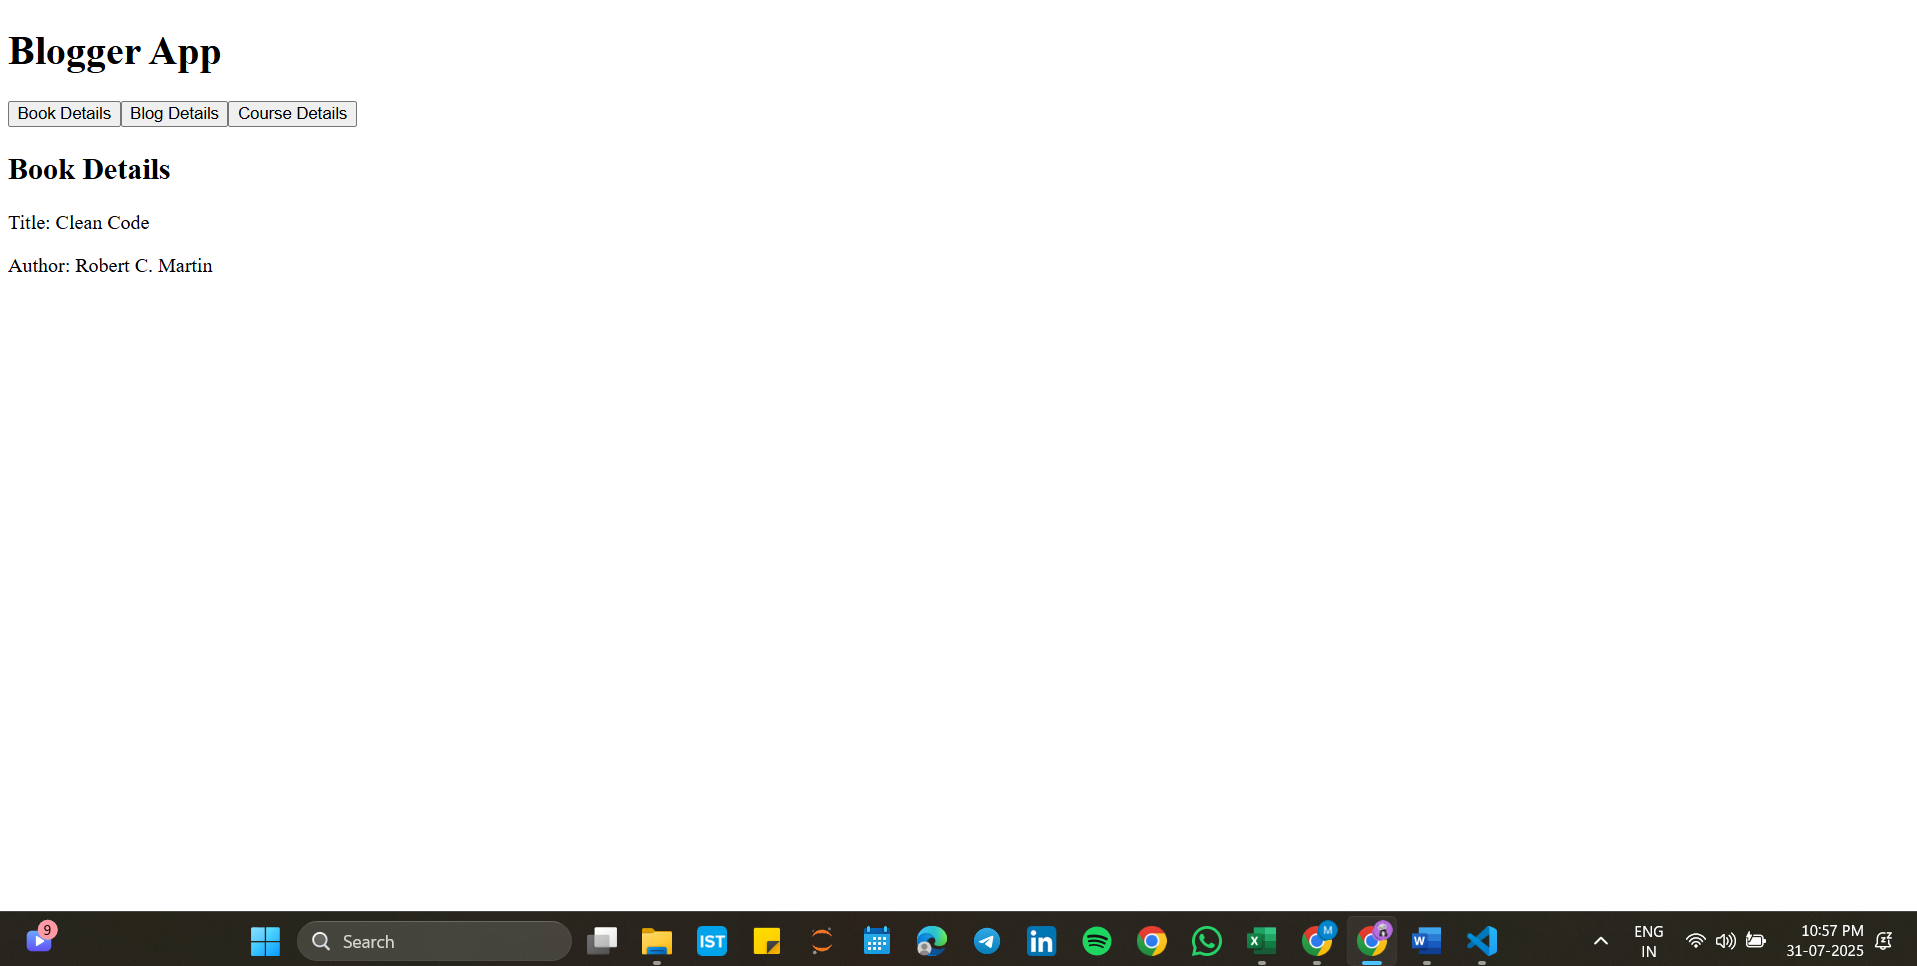 Blogger App
Book Details Blog Details Course Details
Book Details
Title: Clean Code
Author: Robert C. Martin
9
Search
IST
in
X
M
W
ENG
IN
10:57 PM
31-07-2025